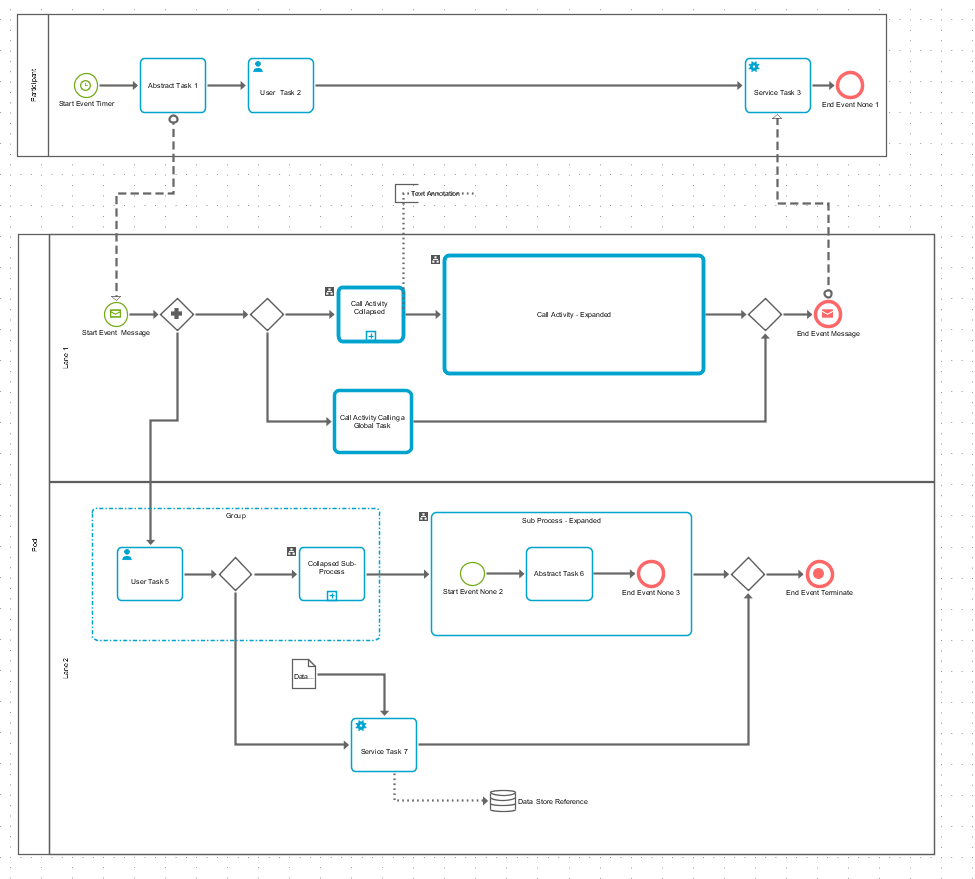 Participant
Start Event Timer
Abstract Task 1
User Task 2
Service Task 3
End Event None 1
Text Annotation
Pool
Lane 1
Start Event Message
Call Activity
Collapsed
Call Activity - Expanded
End Event Message
Call Activity Calling a
Global Task
Lane 2
Group
User Task 5
Collapsed Sub-
Process
Sub Process - Expanded
Start Event None 2
Abstract Task 6
End Event None 3
End Event Terminate
Data...
Service Task 7
Data Store Reference